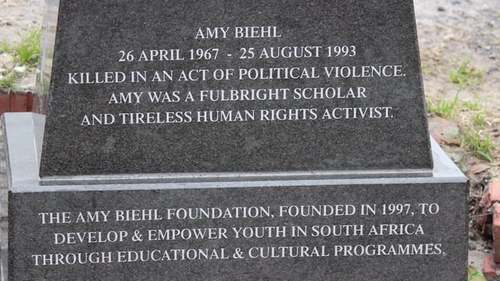 AMY BIEHL
26 APRIL 1967 - 25 AUGUST 1993
KILLED IN AN ACT OF POLITICAL VIOLENCE.
AMY WAS A FULBRIGHT SCHOLAR
AND TIRELESS HUMAN RIGHTS ACTIVIST.
THE AMY BIEHL FOUNDATION, FOUNDED IN 1997, TO
DEVELOP & EMPOWER YOUTH IN SOUTH AFRICA
THROUGH EDUCATIONAL & CULTURAL PROGRAMMES,